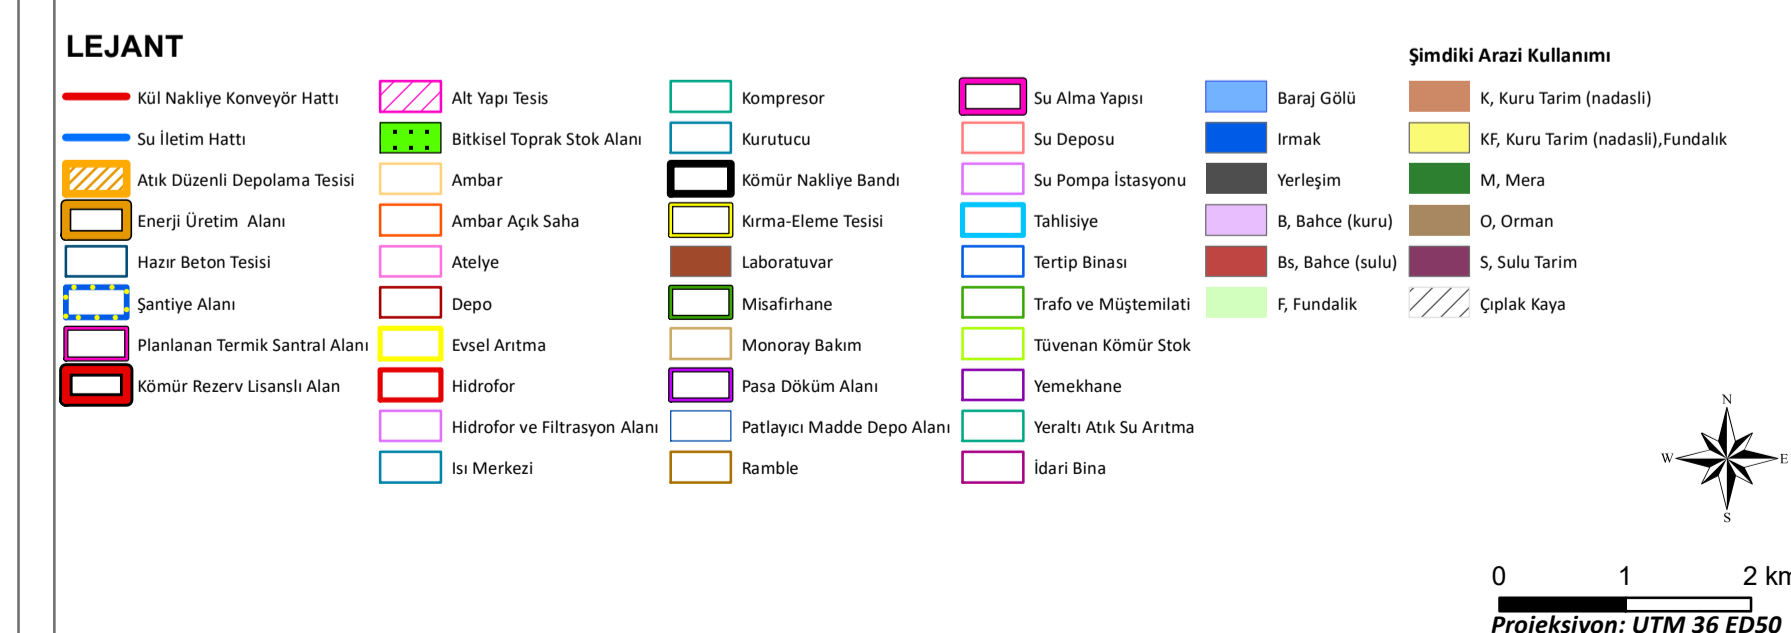 LEJANT
Kül Nakliye Konveyör Hattı
Su İletim Hattı
Atık Düzenli Depolama Tesisi
Enerji Üretim  Alanı
Hazır Beton Tesisi
Şantiye Alanı
Planlanan Termik Santral Alanı
Kömür Rezerv Lisanslı Alan
Alt Yapı Tesis
Bitkisel Toprak Stok Alanı
Ambar
Ambar Açık Saha
Atelye
Depo
Evsel Arıtma
Hidrofor
Hidrofor ve Filtrasyon Alanı
Isı Merkezi
Kompresor
Kurutucu
Kömür Nakliye Bandı
Kırma-Eleme Tesisi
Laboratuvar
Misafirhane
Monoray Bakım
Pasa Döküm Alanı
Patlayıcı Madde Depo Alanı
Ramble
Su Alma Yapısı
Su Deposu
Su Pompa İstasyonu
Tahlisiye
Tertip Binası
Trafo ve Müştemilati
Tüvenan Kömür Stok
Yemekhane
Yeraltı Atık Su Arıtma
İdari Bina
Baraj Gölü
Irmak
Yerleşim
B, Bahce (kuru)
Bs, Bahce (sulu)
F, Fundalik
Şimdiki Arazi Kullanımı
K, Kuru Tarim (nadasli)
KF, Kuru Tarim (nadasli),Fundalık
M, Mera
O, Orman
S, Sulu Tarim
Çıplak Kaya
N
W E
S
0 1 2 km
Projeksiyon: UTM 36 ED50